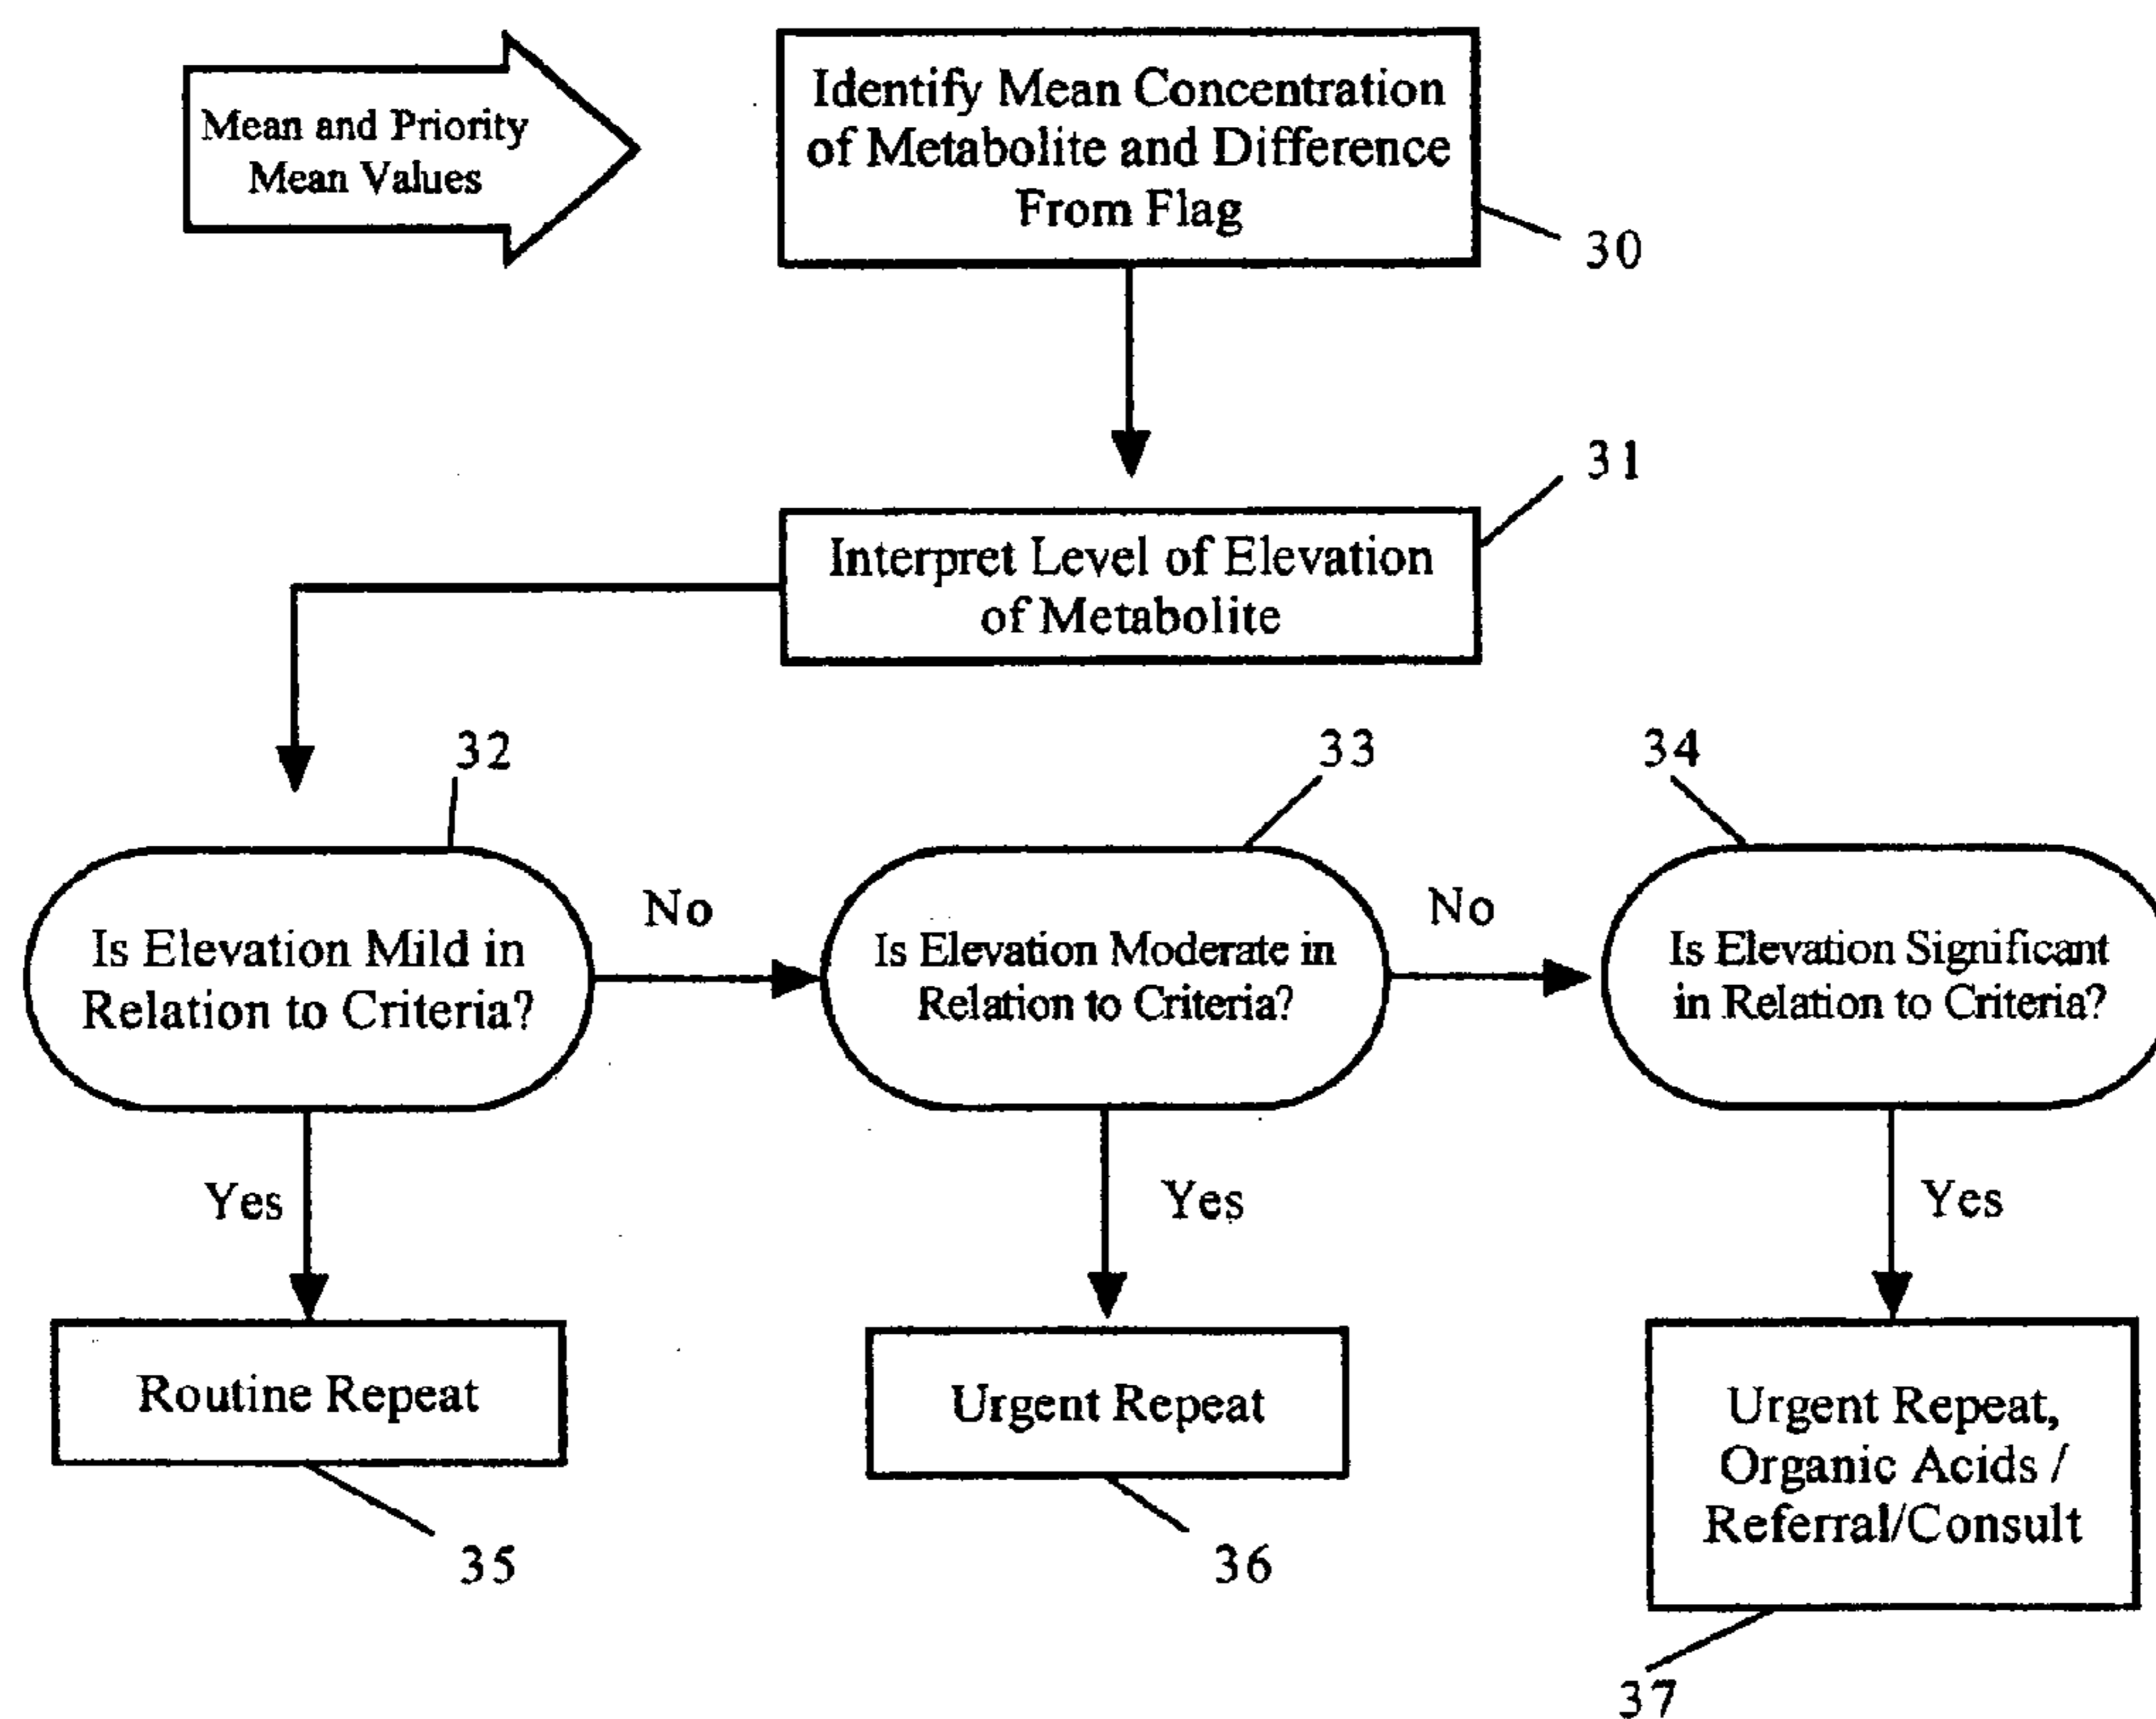 Mean and Priority
Mean Values
Identify Mean Concentration
of Metabolite and Difference
From Flag
30
31
Interpret Level of Elevation
of Metabolite
32
33
34
Is Elevation Mild in
Relation to Criteria?
No
Is Elevation Moderate in
Relation to Criteria?
No
Is Elevation Significant
in Relation to Criteria?
Yes
Yes
Yes
Routine Repeat
Urgent Repeat
Urgent Repeat,
Organic Acids /
Referral/Consult
35
36
37